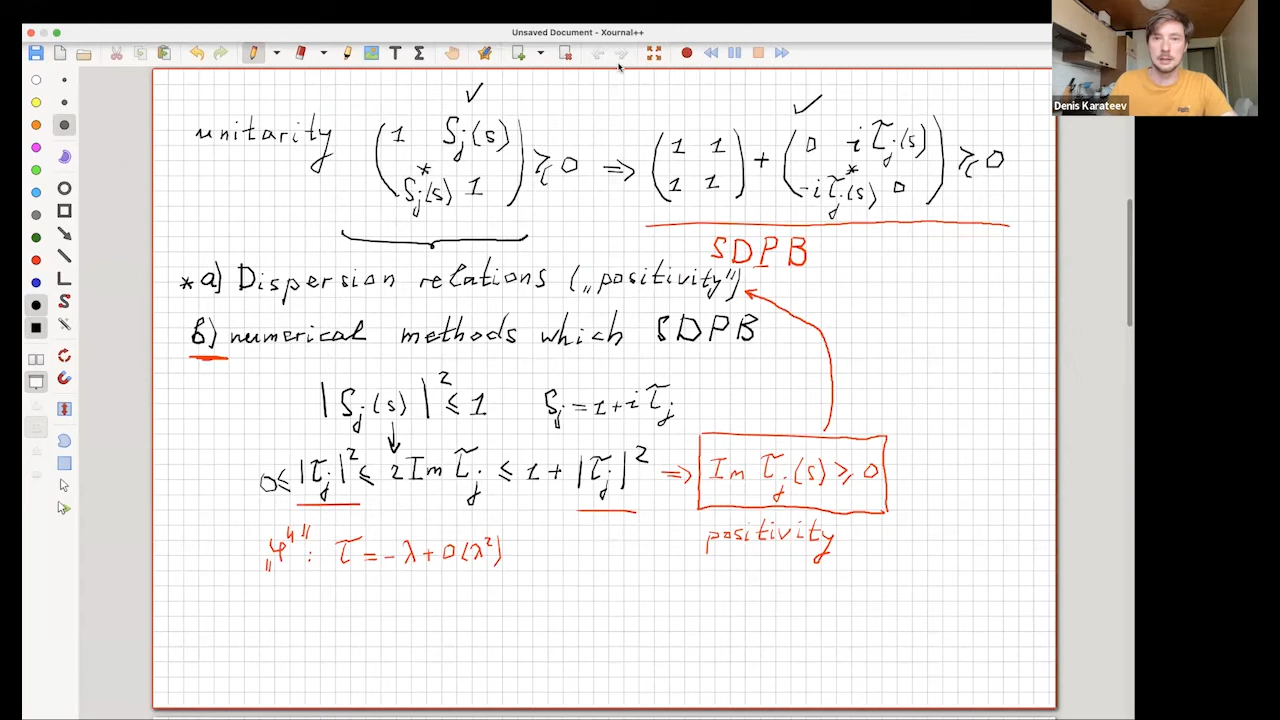 Unsaved Document - Xournal++
Denis Karateev
unitarity (1 S_j(s) S_j^*(s) 1) ⩾ 0 ⇒ (1 1 1 1) + (0 i𝒯_j(s) -i𝒯_j^*(s) 0) ⩾ 0
SDPB
* a) Dispersion relations („positivity")
b) numerical methods which SDPB
|S_j(s)|² ≤ 1 S_j = 1 + i𝒯_j
0 ≤ |𝒯_j|² ≤ 2 Im 𝒯_j ≤ 1 + |𝒯_j|² ⇒ Im 𝒯_j(s) ⩾ 0
positivity
„φ⁴": 𝒯 = -λ + O(λ²)